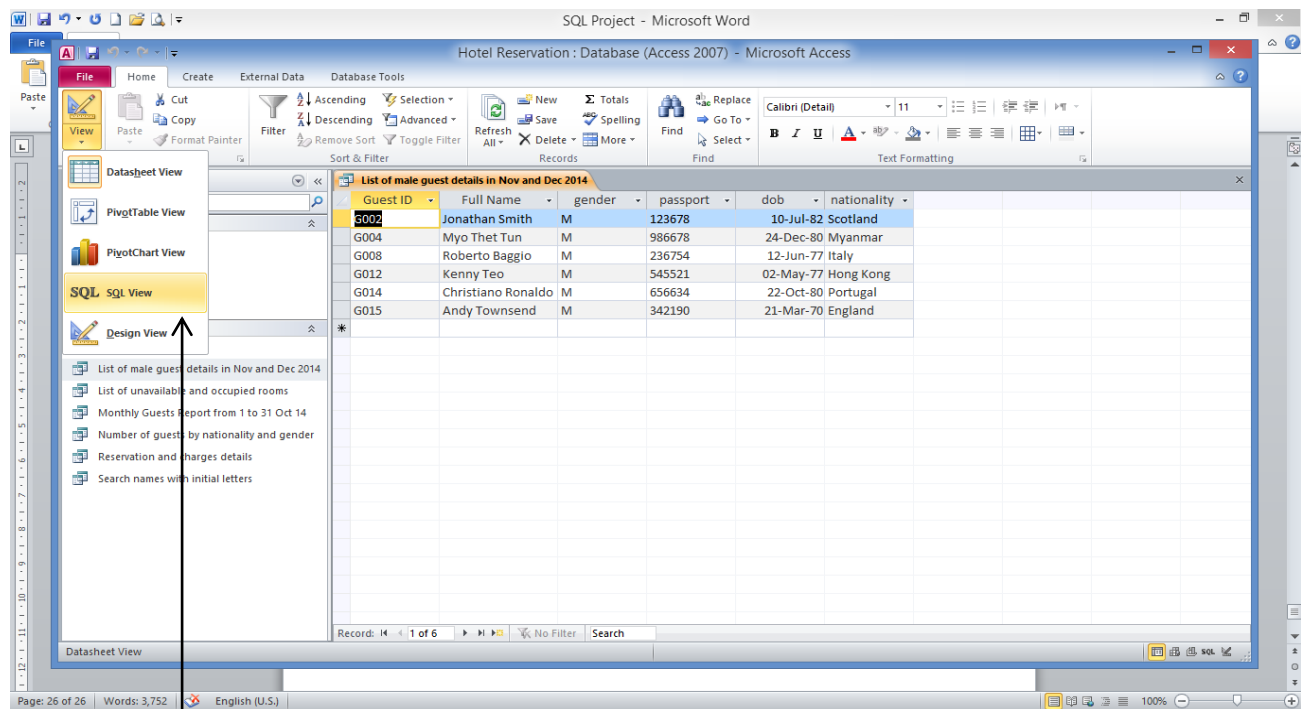 SQL Project - Microsoft Word
File
Hotel Reservation : Database (Access 2007) - Microsoft Access
File Home Create External Data Database Tools
Paste
View
Paste
Cut
Copy
Format Painter
Filter
Ascending
Descending
Remove Sort
Selection
Advanced
Toggle Filter
Sort & Filter
Refresh All
New
Save
Delete
Totals
Spelling
More
Records
Find
Replace
Go To
Select
Find
Calibri (Detail) 11
B I U A
Text Formatting
Datasheet View
PivotTable View
PivotChart View
SQL SQL View
Design View
List of male guest details in Nov and Dec 2014
List of unavailable and occupied rooms
Monthly Guests Report from 1 to 31 Oct 14
Number of guests by nationality and gender
Reservation and charges details
Search names with initial letters
List of male guest details in Nov and Dec 2014
Guest ID Full Name gender passport dob nationality
G002 Jonathan Smith M 123678 10-Jul-82 Scotland
G004 Myo Thet Tun M 986678 24-Dec-80 Myanmar
G008 Roberto Baggio M 236754 12-Jun-77 Italy
G012 Kenny Teo M 545521 02-May-77 Hong Kong
G014 Christiano Ronaldo M 656634 22-Oct-80 Portugal
G015 Andy Townsend M 342190 21-Mar-70 England
Record: 1 of 6 No Filter Search
Datasheet View
SQL
Page: 26 of 26 Words: 3,752 English (U.S.) 100%